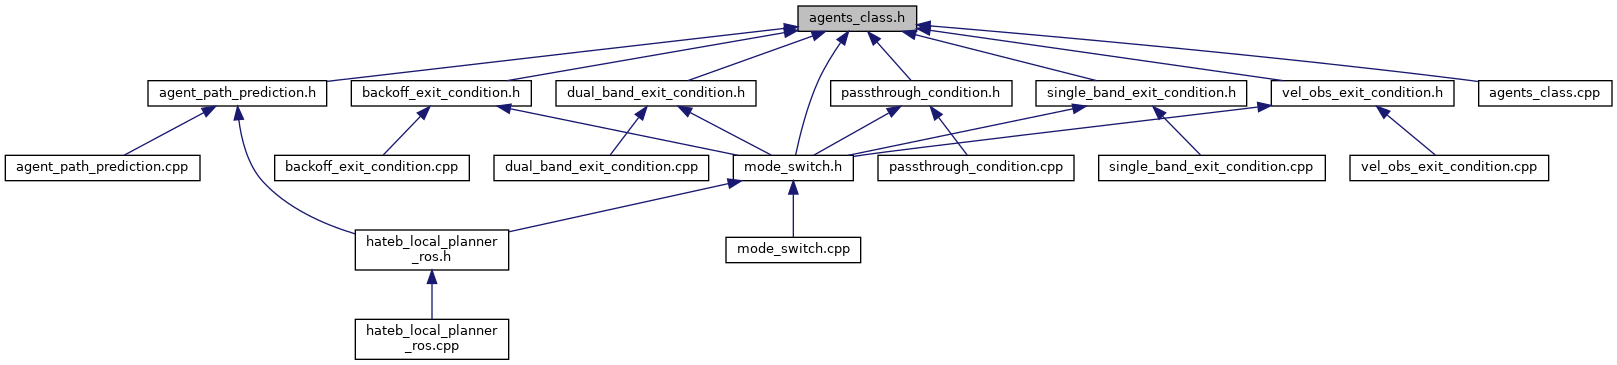 agents_class.h
agent_path_prediction.h
backoff_exit_condition.h
dual_band_exit_condition.h
passthrough_condition.h
single_band_exit_condition.h
vel_obs_exit_condition.h
agents_class.cpp
agent_path_prediction.cpp
backoff_exit_condition.cpp
dual_band_exit_condition.cpp
mode_switch.h
passthrough_condition.cpp
single_band_exit_condition.cpp
vel_obs_exit_condition.cpp
hateb_local_planner
_ros.h
mode_switch.cpp
hateb_local_planner
_ros.cpp